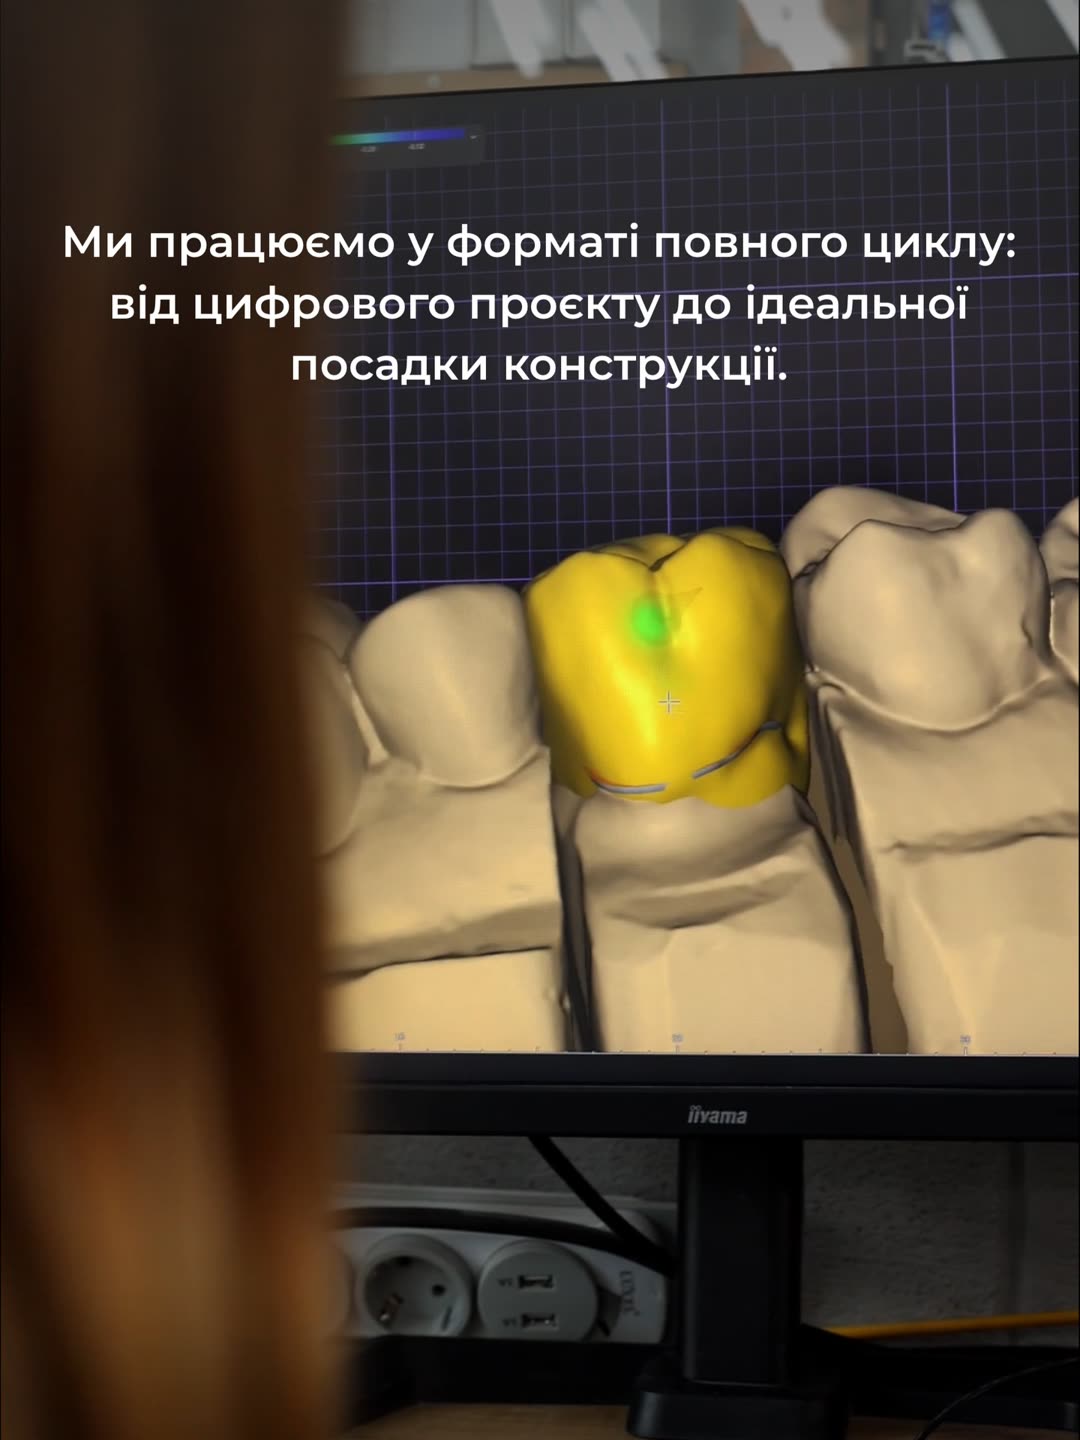 Ми працюємо у форматі повного циклу:
від цифрового проєкту до ідеальної
посадки конструкції.
iiyama